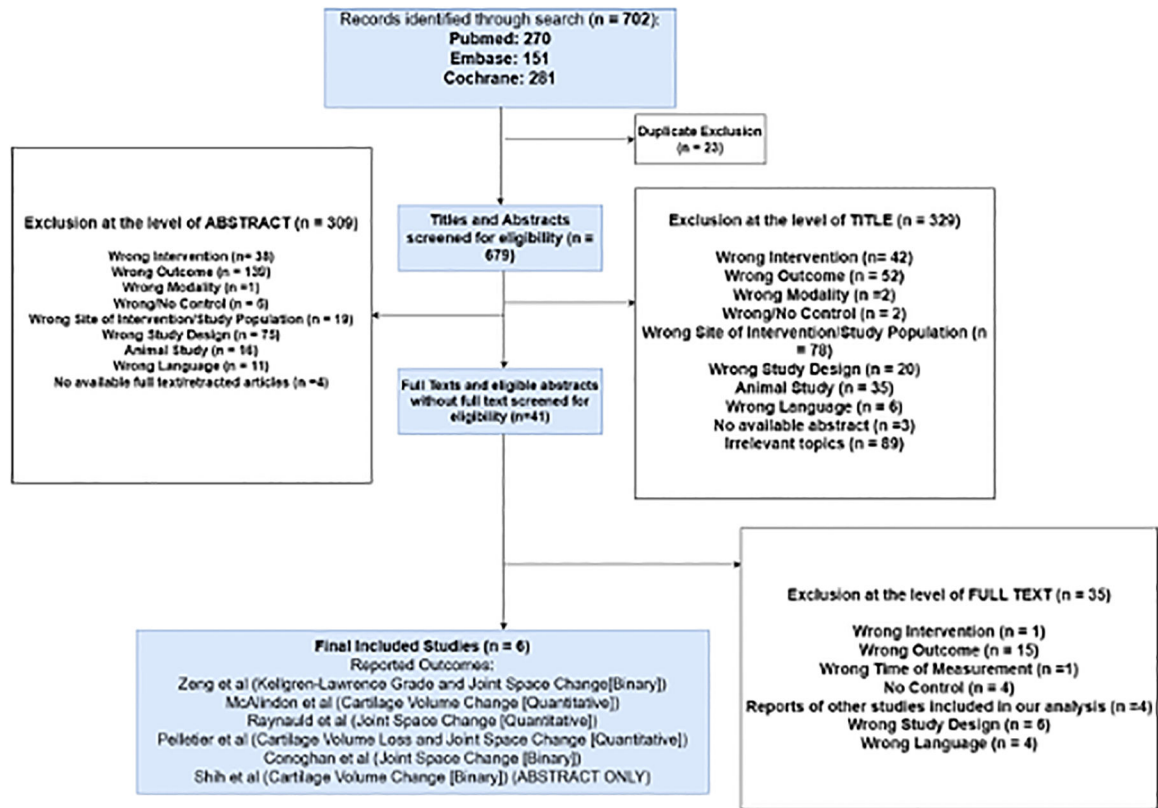 Records identified through search (n = 702):
Pubmed: 270
Embase: 151
Cochrane: 281
Duplicate Exclusion
(n = 23)
Titles and Abstracts
screened for eligibility (n =
679)
Exclusion at the level of ABSTRACT (n = 309)
Wrong Intervention (n= 38)
Wrong Outcome (n = 139)
Wrong Modality (n =1)
Wrong/No Control (n = 6)
Wrong Site of Intervention/Study Population (n = 19)
Wrong Study Design (n = 75)
Animal Study (n = 16)
Wrong Language (n = 11)
No available full text/retracted articles (n =4)
Exclusion at the level of TITLE (n = 329)
Wrong Intervention (n= 42)
Wrong Outcome (n = 52)
Wrong Modality (n =2)
Wrong/No Control (n = 2)
Wrong Site of Intervention/Study Population (n
= 78)
Wrong Study Design (n = 20)
Animal Study (n = 35)
Wrong Language (n = 6)
No available abstract (n =3)
Irrelevant topics (n = 89)
Full Texts and eligible abstracts
without full text screened for
eligibility (n=41)
Exclusion at the level of FULL TEXT (n = 35)
Wrong Intervention (n = 1)
Wrong Outcome (n = 15)
Wrong Time of Measurement (n =1)
No Control (n = 4)
Reports of other studies included in our analysis (n =4)
Wrong Study Design (n = 6)
Wrong Language (n = 4)
Final Included Studies (n = 6)
Reported Outcomes:
Zeng et al (Kellgren-Lawrence Grade and Joint Space Change[Binary])
McAlindon et al (Cartilage Volume Change [Quantitative])
Raynauld et al (Joint Space Change [Quantitative])
Pelletier et al (Cartilage Volume Loss and Joint Space Change [Quantitative])
Conoghan et al (Joint Space Change [Binary])
Shih et al (Cartilage Volume Change [Binary]) (ABSTRACT ONLY)